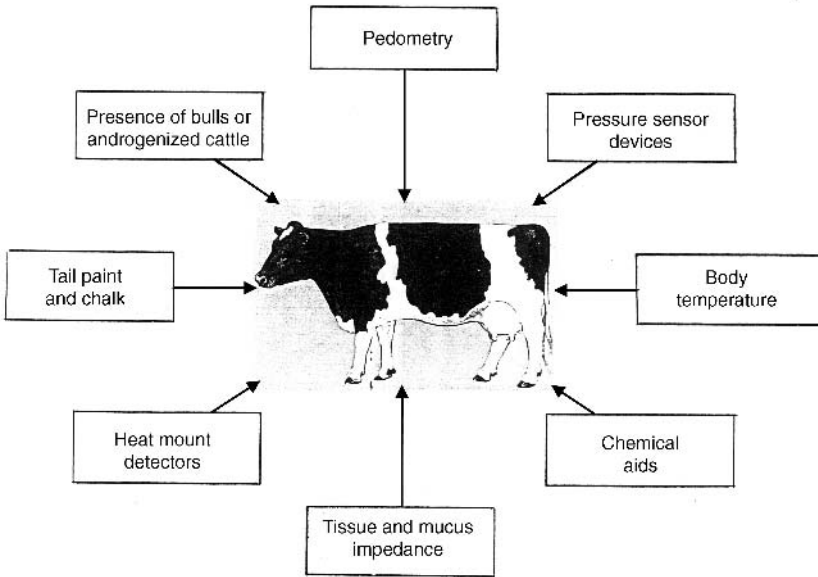 Pedometry
Presence of bulls or
androgenized cattle
Pressure sensor
devices
Tail paint
and chalk
Body
temperature
Heat mount
detectors
Chemical
aids
Tissue and mucus
impedance